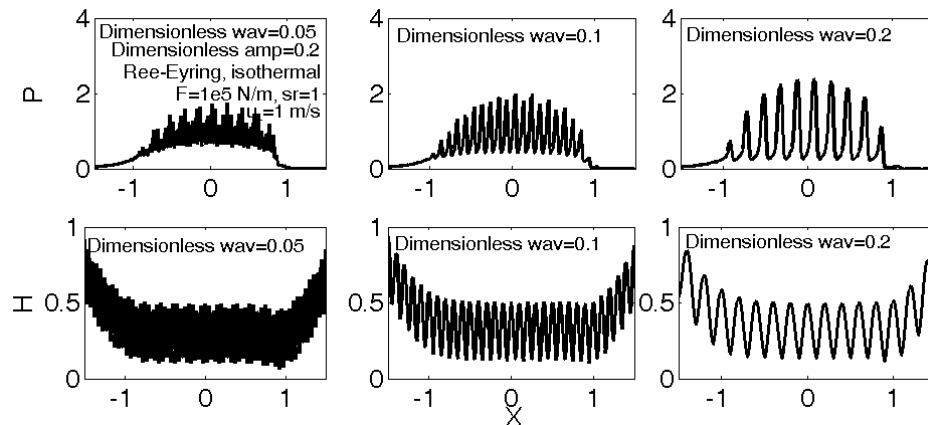 4
Dimensionless wav=0.05
Dimensionless amp=0.2
Ree-Eyring, isothermal
F=1e5 N/m, sr=1
=1 m/s
P
2
0
-1
0
1
4
Dimensionless wav=0.1
2
0
-1
0
1
4
Dimensionless wav=0.2
2
0
-1
0
1
1
Dimensionless wav=0.05
H
0.5
0
-1
0
1
1
Dimensionless wav=0.1
0.5
0
-1
0
1
X
1
Dimensionless wav=0.2
0.5
0
-1
0
1